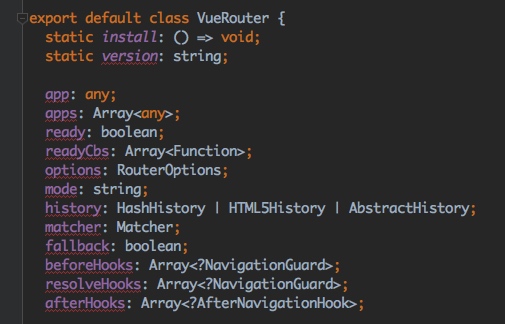 export default class VueRouter {
static install: () => void;
static version: string;
app: any;
apps: Array<any>;
ready: boolean;
readyCbs: Array<Function>;
options: RouterOptions;
mode: string;
history: HashHistory | HTML5History | AbstractHistory;
matcher: Matcher;
fallback: boolean;
beforeHooks: Array<?NavigationGuard>;
resolveHooks: Array<?NavigationGuard>;
afterHooks: Array<?AfterNavigationHook>;